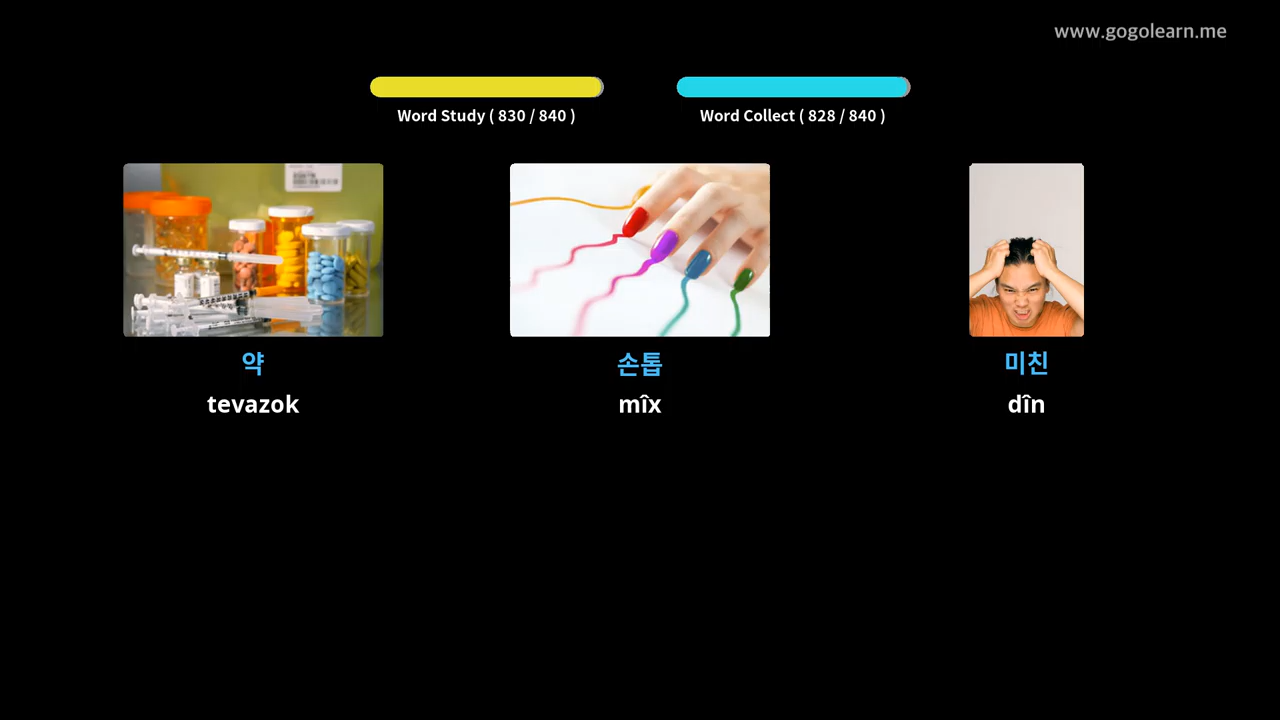 www.gogolearn.me
Word Study ( 830 / 840 )
Word Collect ( 828 / 840 )
약
손톱
미친
tevazok
mîx
dîn